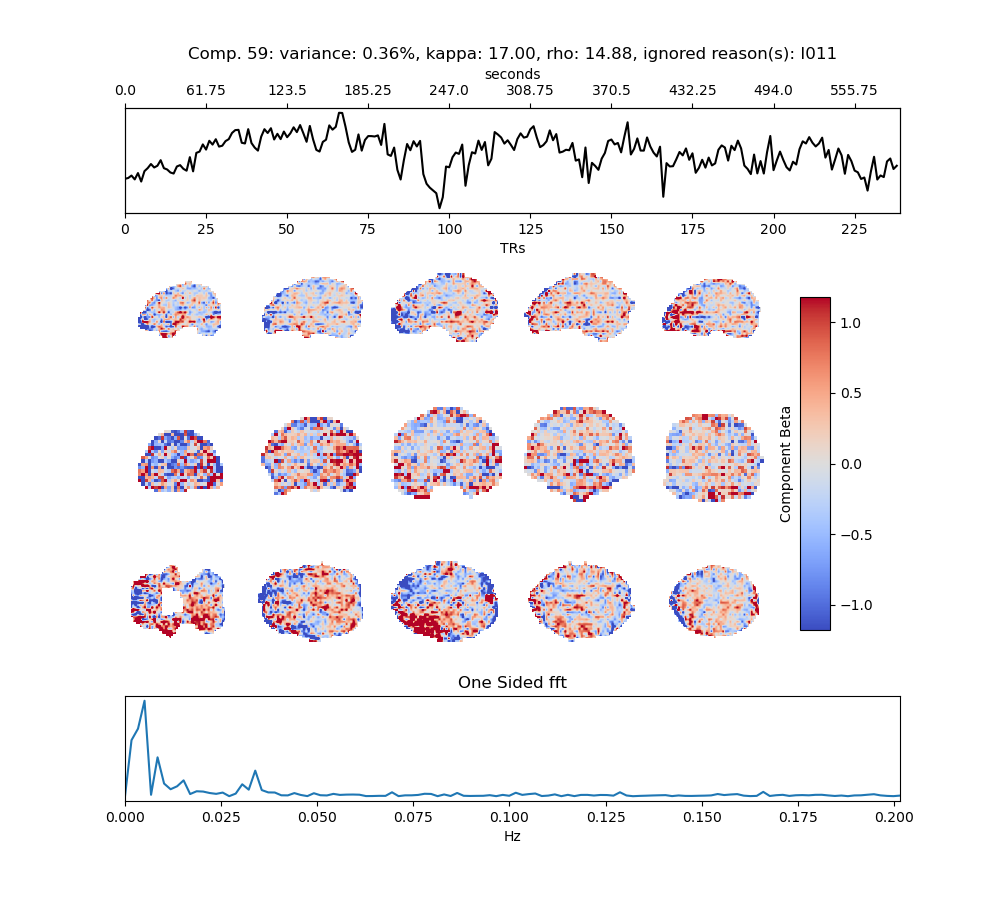 Comp. 59: variance: 0.36%, kappa: 17.00, rho: 14.88, ignored reason(s): I011
seconds
0.0 61.75 123.5 185.25 247.0 308.75 370.5 432.25 494.0 555.75
0 25 50 75 100 125 150 175 200 225
TRs
1.0
0.5
0.0
−0.5
−1.0
Component Beta
One Sided fft
0.000 0.025 0.050 0.075 0.100 0.125 0.150 0.175 0.200
Hz